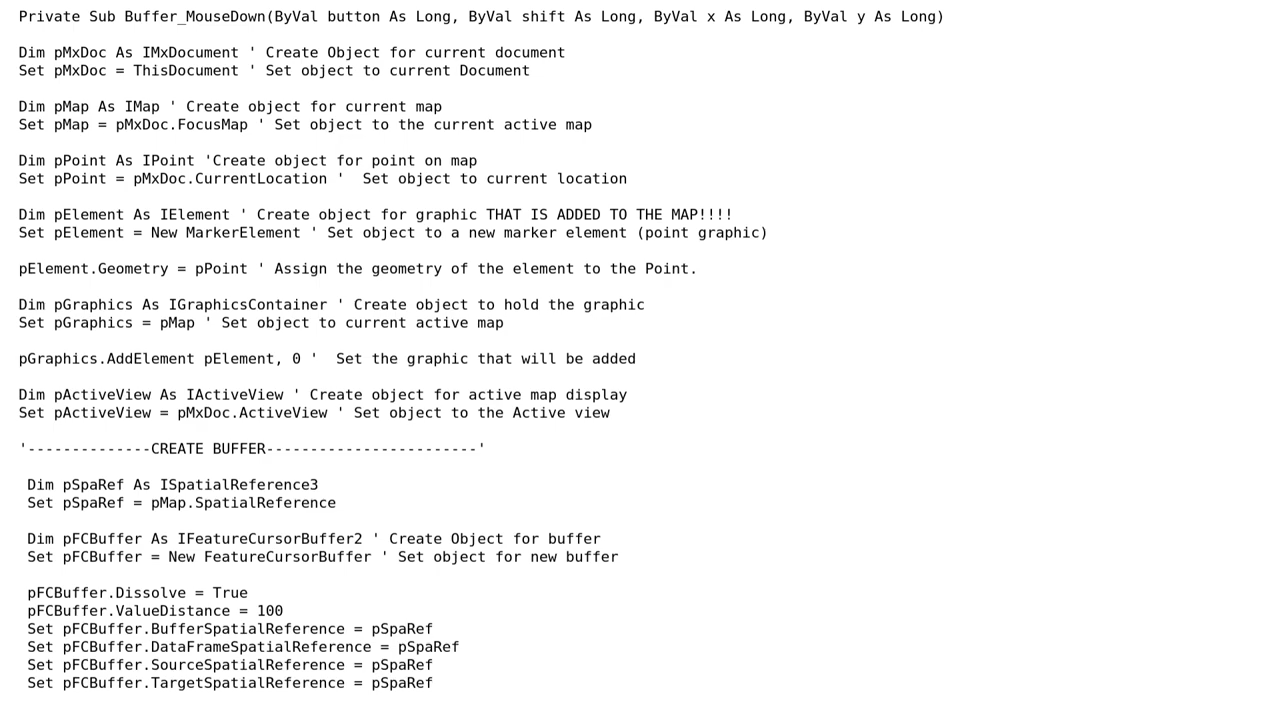 Private Sub Buffer_MouseDown(ByVal button As Long, ByVal shift As Long, ByVal x As Long, ByVal y As Long)
Dim pMxDoc As IMxDocument ' Create Object for current document
Set pMxDoc = ThisDocument ' Set object to current Document
Dim pMap As IMap ' Create object for current map
Set pMap = pMxDoc.FocusMap ' Set object to the current active map
Dim pPoint As IPoint 'Create object for point on map
Set pPoint = pMxDoc.CurrentLocation '  Set object to current location
Dim pElement As IElement ' Create object for graphic THAT IS ADDED TO THE MAP!!!!
Set pElement = New MarkerElement ' Set object to a new marker element (point graphic)
pElement.Geometry = pPoint ' Assign the geometry of the element to the Point.
Dim pGraphics As IGraphicsContainer ' Create object to hold the graphic
Set pGraphics = pMap ' Set object to current active map
pGraphics.AddElement pElement, 0 '  Set the graphic that will be added
Dim pActiveView As IActiveView ' Create object for active map display
Set pActiveView = pMxDoc.ActiveView ' Set object to the Active view
'--------------CREATE BUFFER------------------------'
Dim pSpaRef As ISpatialReference3
Set pSpaRef = pMap.SpatialReference
Dim pFCBuffer As IFeatureCursorBuffer2 ' Create Object for buffer
Set pFCBuffer = New FeatureCursorBuffer ' Set object for new buffer
pFCBuffer.Dissolve = True
pFCBuffer.ValueDistance = 100
Set pFCBuffer.BufferSpatialReference = pSpaRef
Set pFCBuffer.DataFrameSpatialReference = pSpaRef
Set pFCBuffer.SourceSpatialReference = pSpaRef
Set pFCBuffer.TargetSpatialReference = pSpaRef